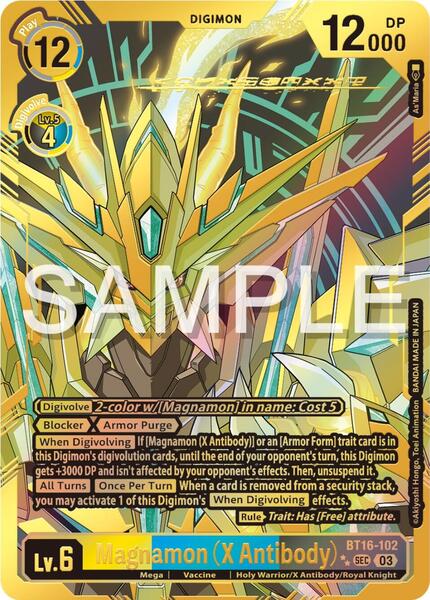 Play
12
DIGIMON
12000 DP
Digivolve
Lv.5
4
As'Maria
SAMPLE
©Akiyoshi Hongo, Toei Animation BANDAI MADE IN JAPAN
Digivolve 2-color w/[Magnamon] in name: Cost 5
Blocker Armor Purge
When Digivolving If [Magnamon (X Antibody)] or an [Armor Form] trait card is in
this Digimon's digivolution cards, until the end of your opponent's turn, this Digimon
gets +3000 DP and isn't affected by your opponent's effects. Then, unsuspend it.
All Turns Once Per Turn When a card is removed from a security stack,
you may activate 1 of this Digimon's When Digivolving effects.
Rule Trait: Has [Free] attribute.
Lv.6 Magnamon (X Antibody)
BT16-102
SEC 03
Mega Vaccine Holy Warrior/X Antibody/Royal Knight